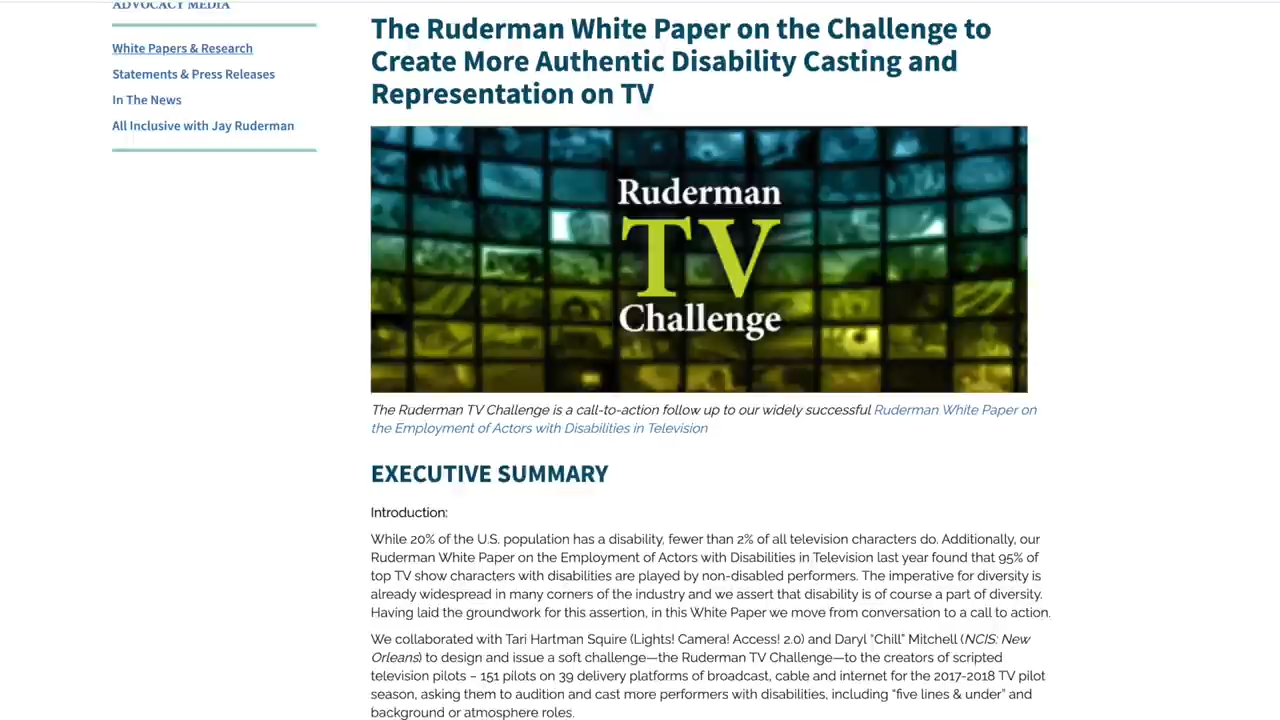 ADVOCACY MEDIA
White Papers & Research
Statements & Press Releases
In The News
All Inclusive with Jay Ruderman
The Ruderman White Paper on the Challenge to
Create More Authentic Disability Casting and
Representation on TV
Ruderman
TV
Challenge
The Ruderman TV Challenge is a call-to-action follow up to our widely successful Ruderman White Paper on
the Employment of Actors with Disabilities in Television
EXECUTIVE SUMMARY
Introduction:
While 20% of the U.S. population has a disability, fewer than 2% of all television characters do. Additionally, our
Ruderman White Paper on the Employment of Actors with Disabilities in Television last year found that 95% of
top TV show characters with disabilities are played by non-disabled performers. The imperative for diversity is
already widespread in many corners of the industry and we assert that disability is of course a part of diversity.
Having laid the groundwork for this assertion, in this White Paper we move from conversation to a call to action.
We collaborated with Tari Hartman Squire (Lights! Camera! Access! 2.0) and Daryl “Chill” Mitchell (NCIS: New
Orleans) to design and issue a soft challenge—the Ruderman TV Challenge—to the creators of scripted
television pilots – 151 pilots on 39 delivery platforms of broadcast, cable and internet for the 2017-2018 TV pilot
season, asking them to audition and cast more performers with disabilities, including “five lines & under” and
background or atmosphere roles.